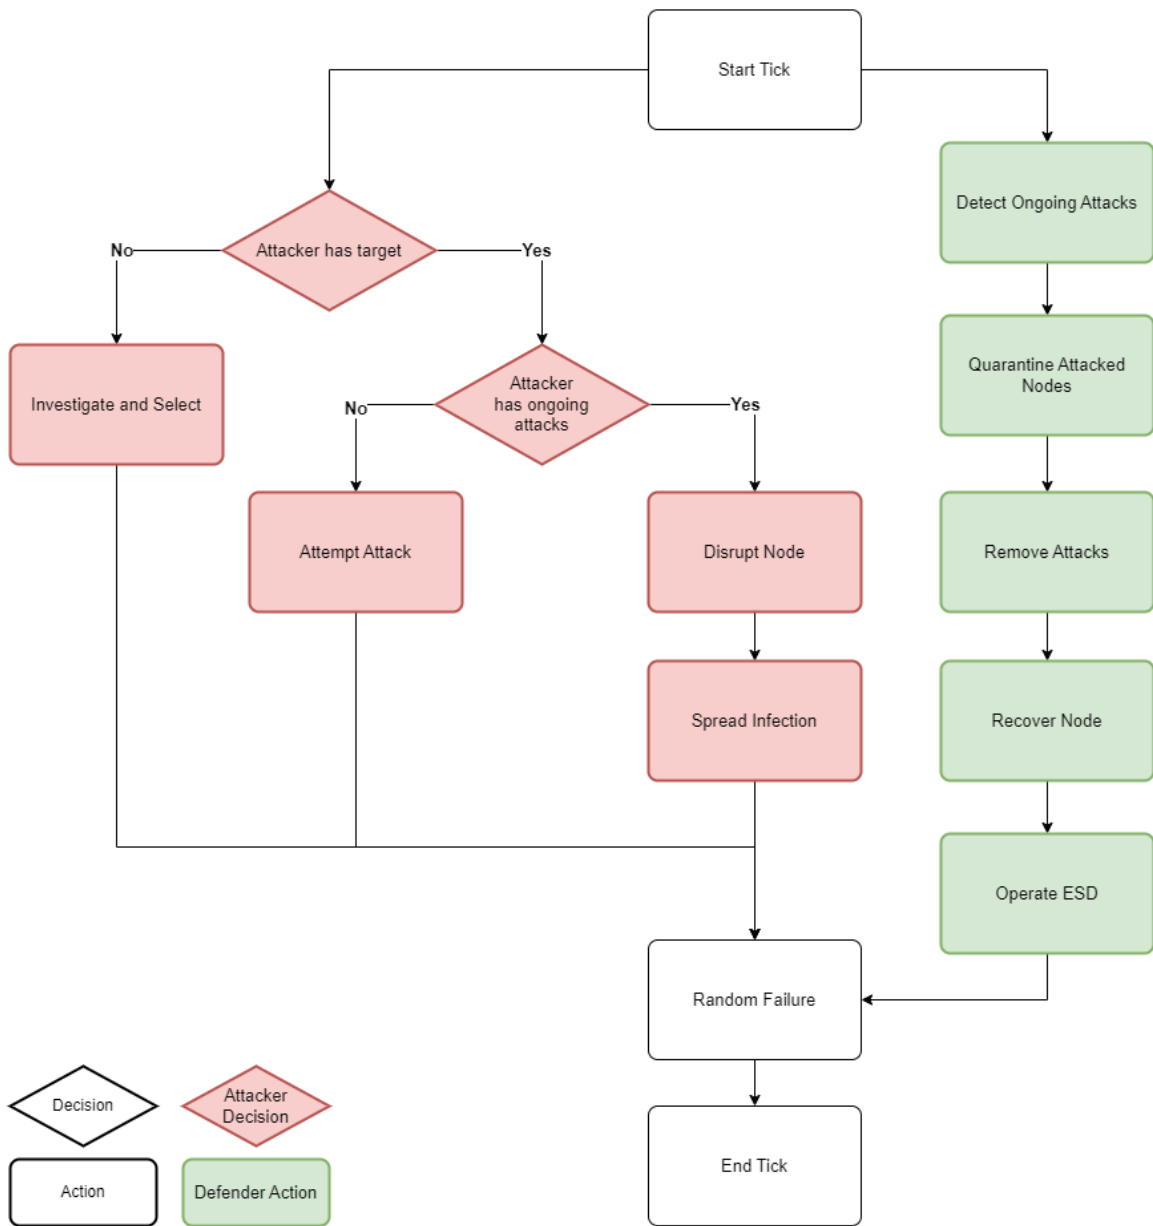 Start Tick
Detect Ongoing Attacks
Attacker has target
No
Yes
Investigate and Select
Attacker
has ongoing
attacks
Quarantine Attacked
Nodes
No
Yes
Attempt Attack
Disrupt Node
Remove Attacks
Spread Infection
Recover Node
Operate ESD
Random Failure
End Tick
Decision
Attacker
Decision
Action
Defender Action